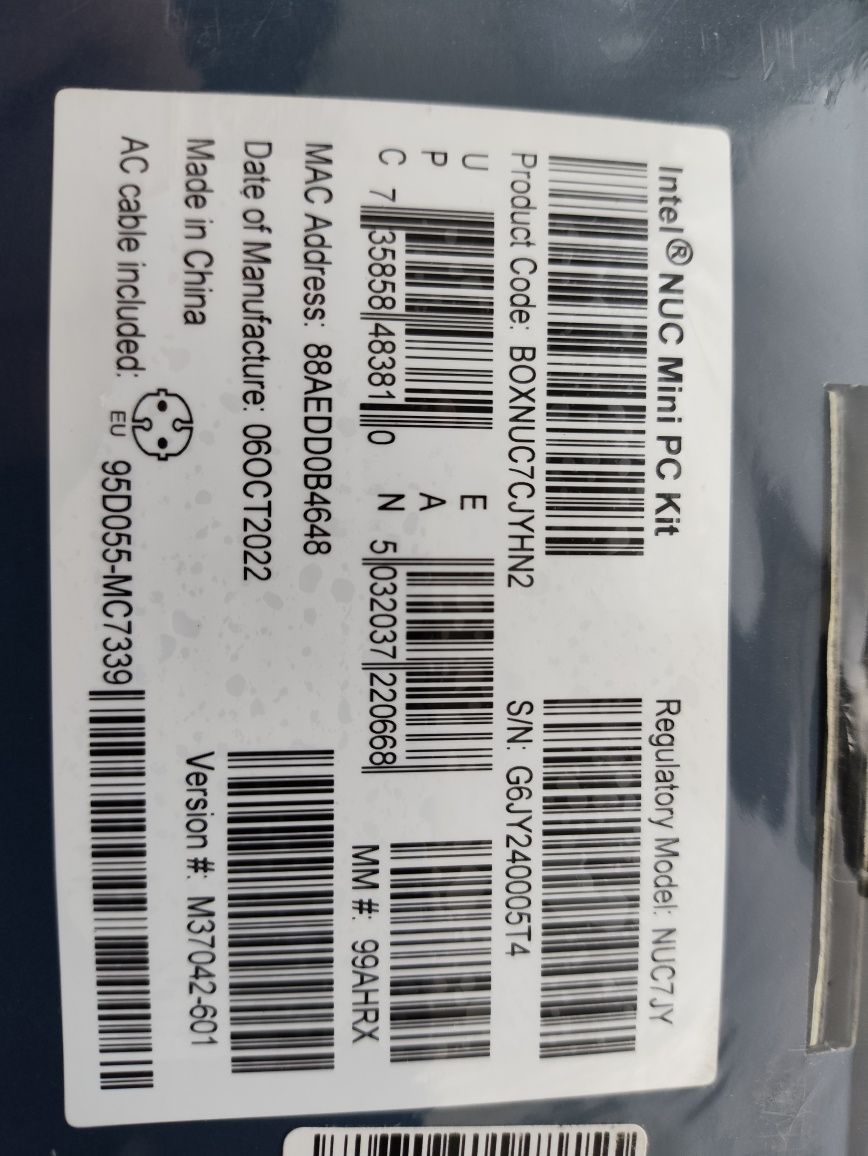 Intel® NUC Mini PC Kit
Regulatory Model: NUC7JY
Product Code: BOXNUC7CJYHN2
S/N: G6JY240005T4
UPC
7 35858 48381 0
EAN
5 032037 220668
MM #: 99AHRX
MAC Address: 88AEDD0B4648
Date of Manufacture: 06OCT2022
Made in China
Version #: M37042-601
AC cable included:
EU
95D055-MC7339